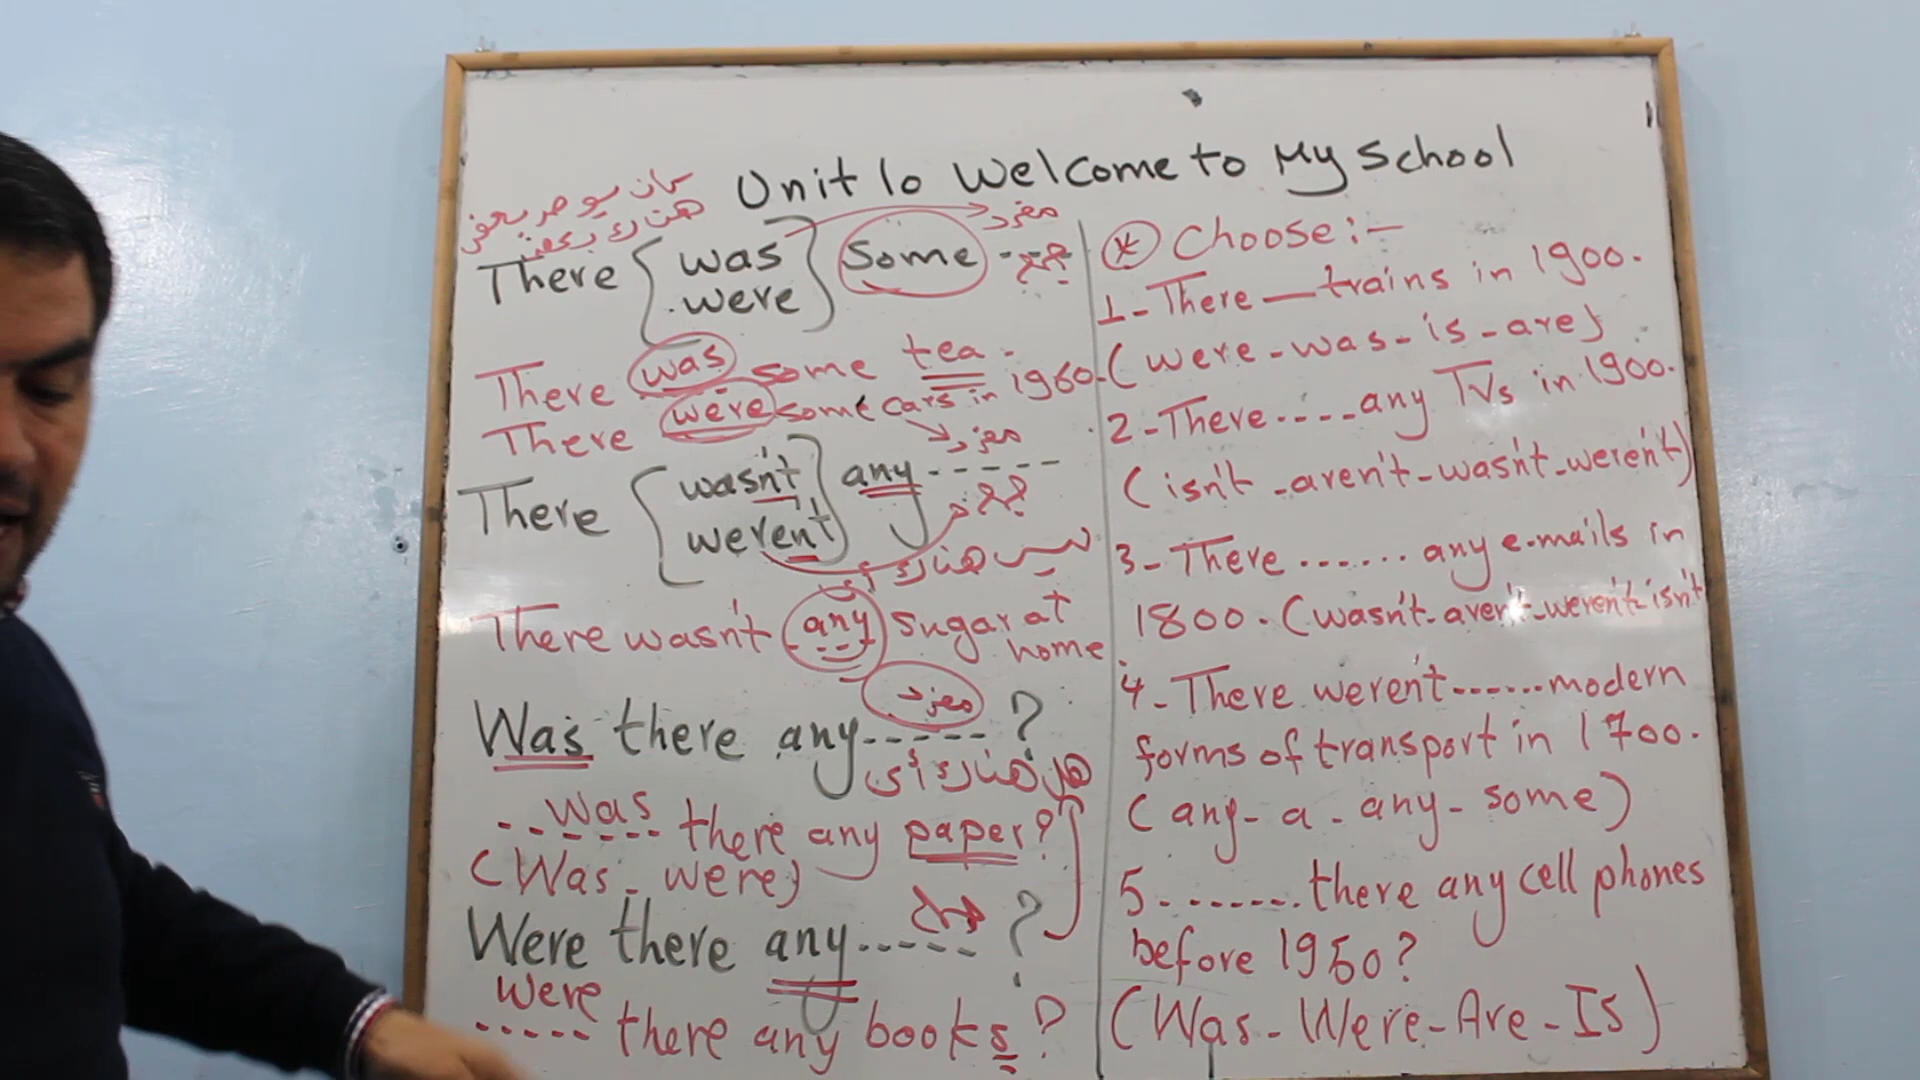 Unit 10 Welcome to My School
كان يوجد بعض
هناك بعض
There { was were } Some ---
مفرد
جمع
There was some tea.
There were some cars in 1960.
مفرد
There { wasn't weren't } any -----
جمع
ليس هناك أى
There wasn't any sugar at home
مفرد
Was there any ------ ?
هل هناك أى
Was
------ there any paper?
(Was - were)
جمع
Were there any ------ ?
were
----- there any books?
* Choose:-
1- There — trains in 1900.
(were - was - is - are)
2- There .... any TVs in 1900.
(isn't - aren't - wasn't - weren't)
3- There ....... any e.mails in
1800. (wasn't - aren't - weren't - isn't
4- There weren't ...... modern
forms of transport in 1700.
(any - a - any - some)
5 ........ there any cell phones
before 1950?
(Was - Were - Are - Is)